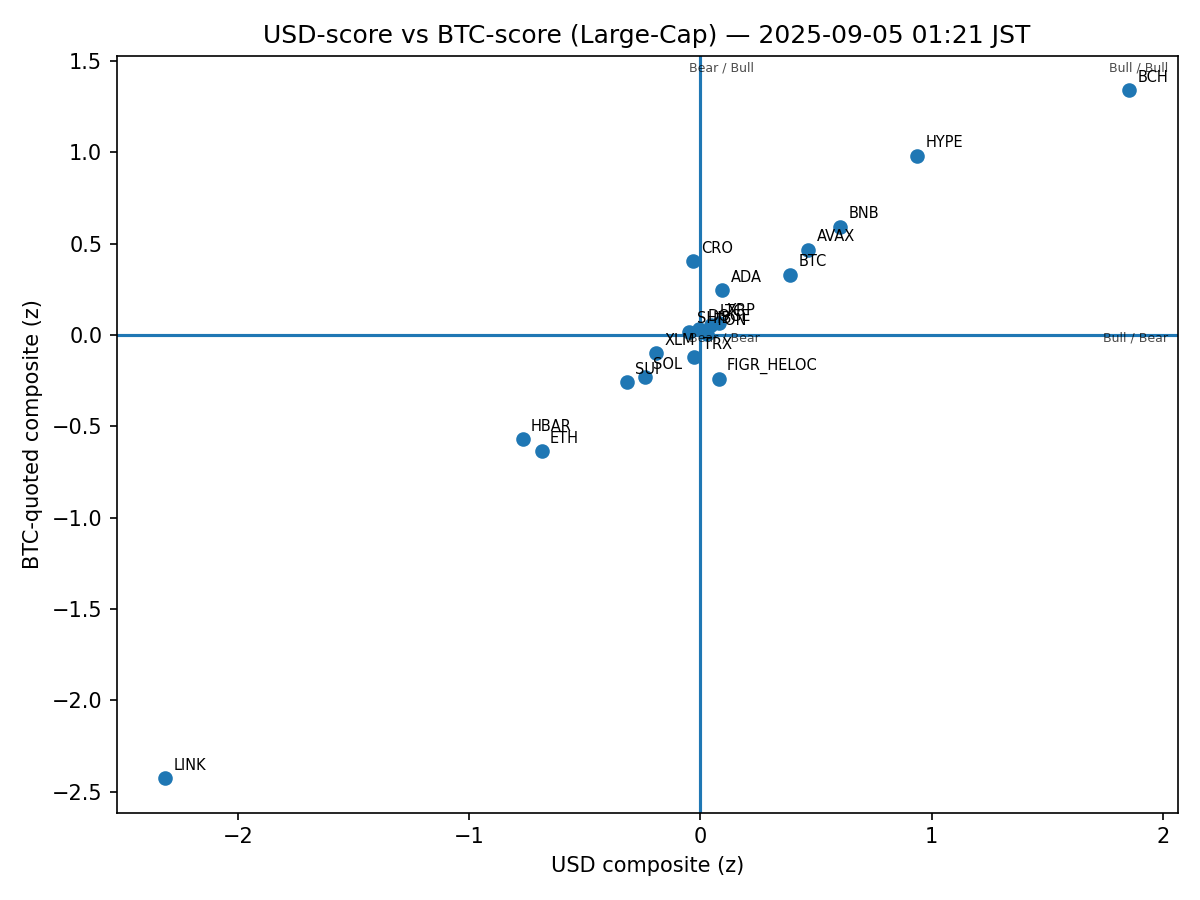 USD-score vs BTC-score (Large-Cap) — 2025-09-05 01:21 JST
1.5
1.0
0.5
0.0
−0.5
−1.0
−1.5
−2.0
−2.5
BTC-quoted composite (z)
Bear / Bull
Bull / Bull
BCH
HYPE
BNB
AVAX
CRO
BTC
ADA
XRP
Bull / Bear
XLM
TRX
SOL
SUI
FIGR_HELOC
HBAR
ETH
LINK
−2
−1
0
1
2
USD composite (z)